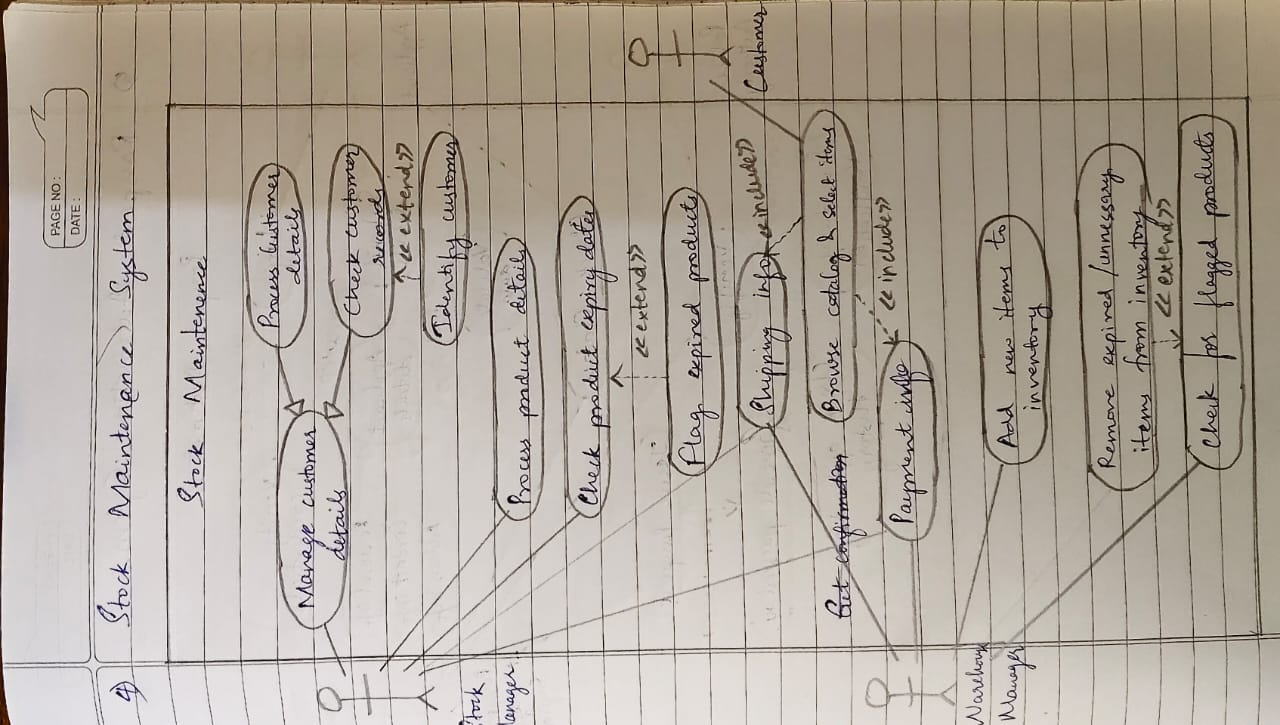 PAGE NO:
DATE:
4) Stock Maintenance System.
Stock Maintenence
Process customer
details
Manage customer
details
Check customer
records
<< extend >>
Identify customer
Process product details
Check product expiry dates
<< extend >>
Flag expired products
Stock
Manager
Shipping info
<< include >>
Customer
Browse catalog & select items
Get confirmation
<< include >>
Payment info
Add new items to
inventory
Warehouse
Manager
Remove expired / unnessary
items from inventory
<< extend >>
Check for flagged products